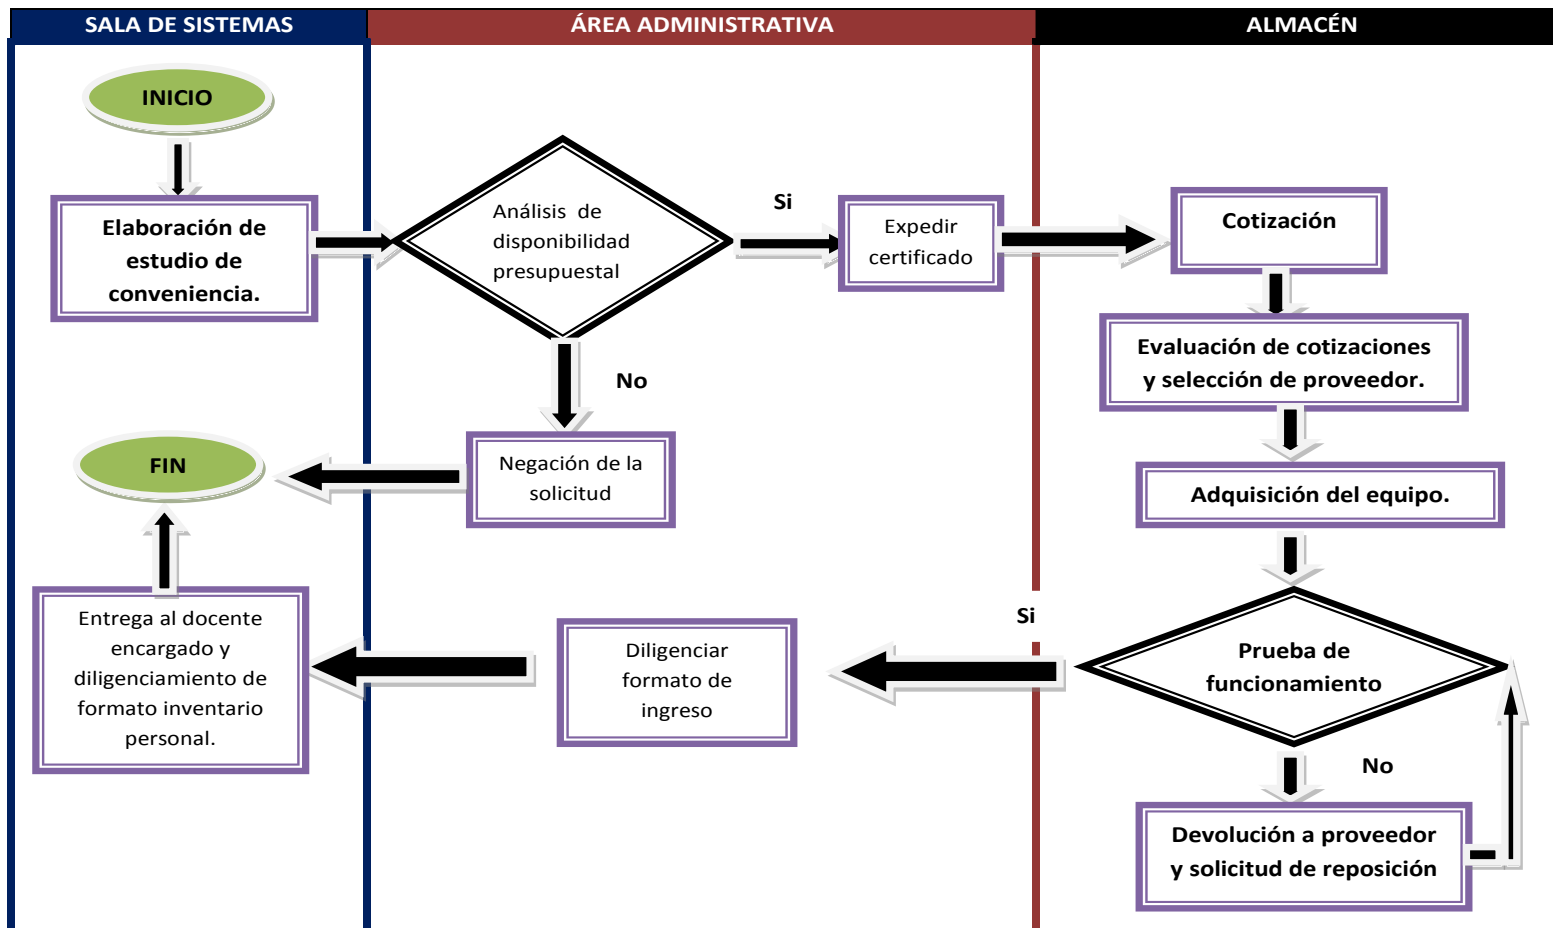 SALA DE SISTEMAS
ÁREA ADMINISTRATIVA
ALMACÉN
INICIO
Elaboración de
estudio de
conveniencia.
Análisis de
disponibilidad
presupuestal
Si
Expedir
certificado
Cotización
Evaluación de cotizaciones
y selección de proveedor.
No
Negación de la
solicitud
FIN
Adquisición del equipo.
Prueba de
funcionamiento
Si
Diligenciar
formato de
ingreso
Entrega al docente
encargado y
diligenciamiento de
formato inventario
personal.
No
Devolución a proveedor
y solicitud de reposición